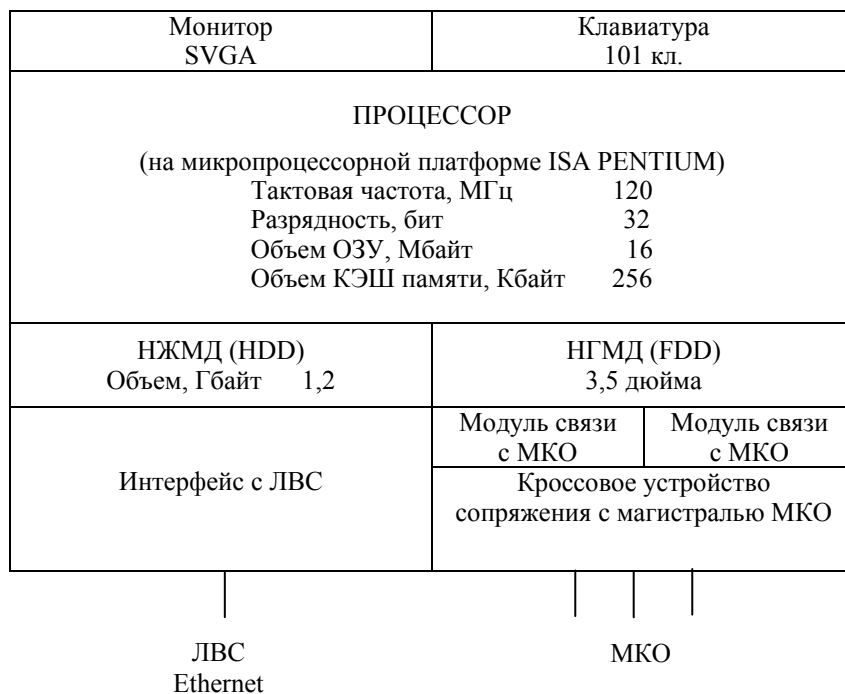 Монитор
SVGA
Клавиатура
101 кл.
ПРОЦЕССОР
(на микропроцессорной платформе ISA PENTIUM)
Тактовая частота, МГц 120
Разрядность, бит 32
Объем ОЗУ, Мбайт 16
Объем КЭШ памяти, Кбайт 256
НЖМД (HDD)
Объем, Гбайт 1,2
НГМД (FDD)
3,5 дюйма
Интерфейс с ЛВС
Модуль связи
с МКО
Модуль связи
с МКО
Кроссовое устройство
сопряжения с магистралью МКО
ЛВС
Ethernet
МКО